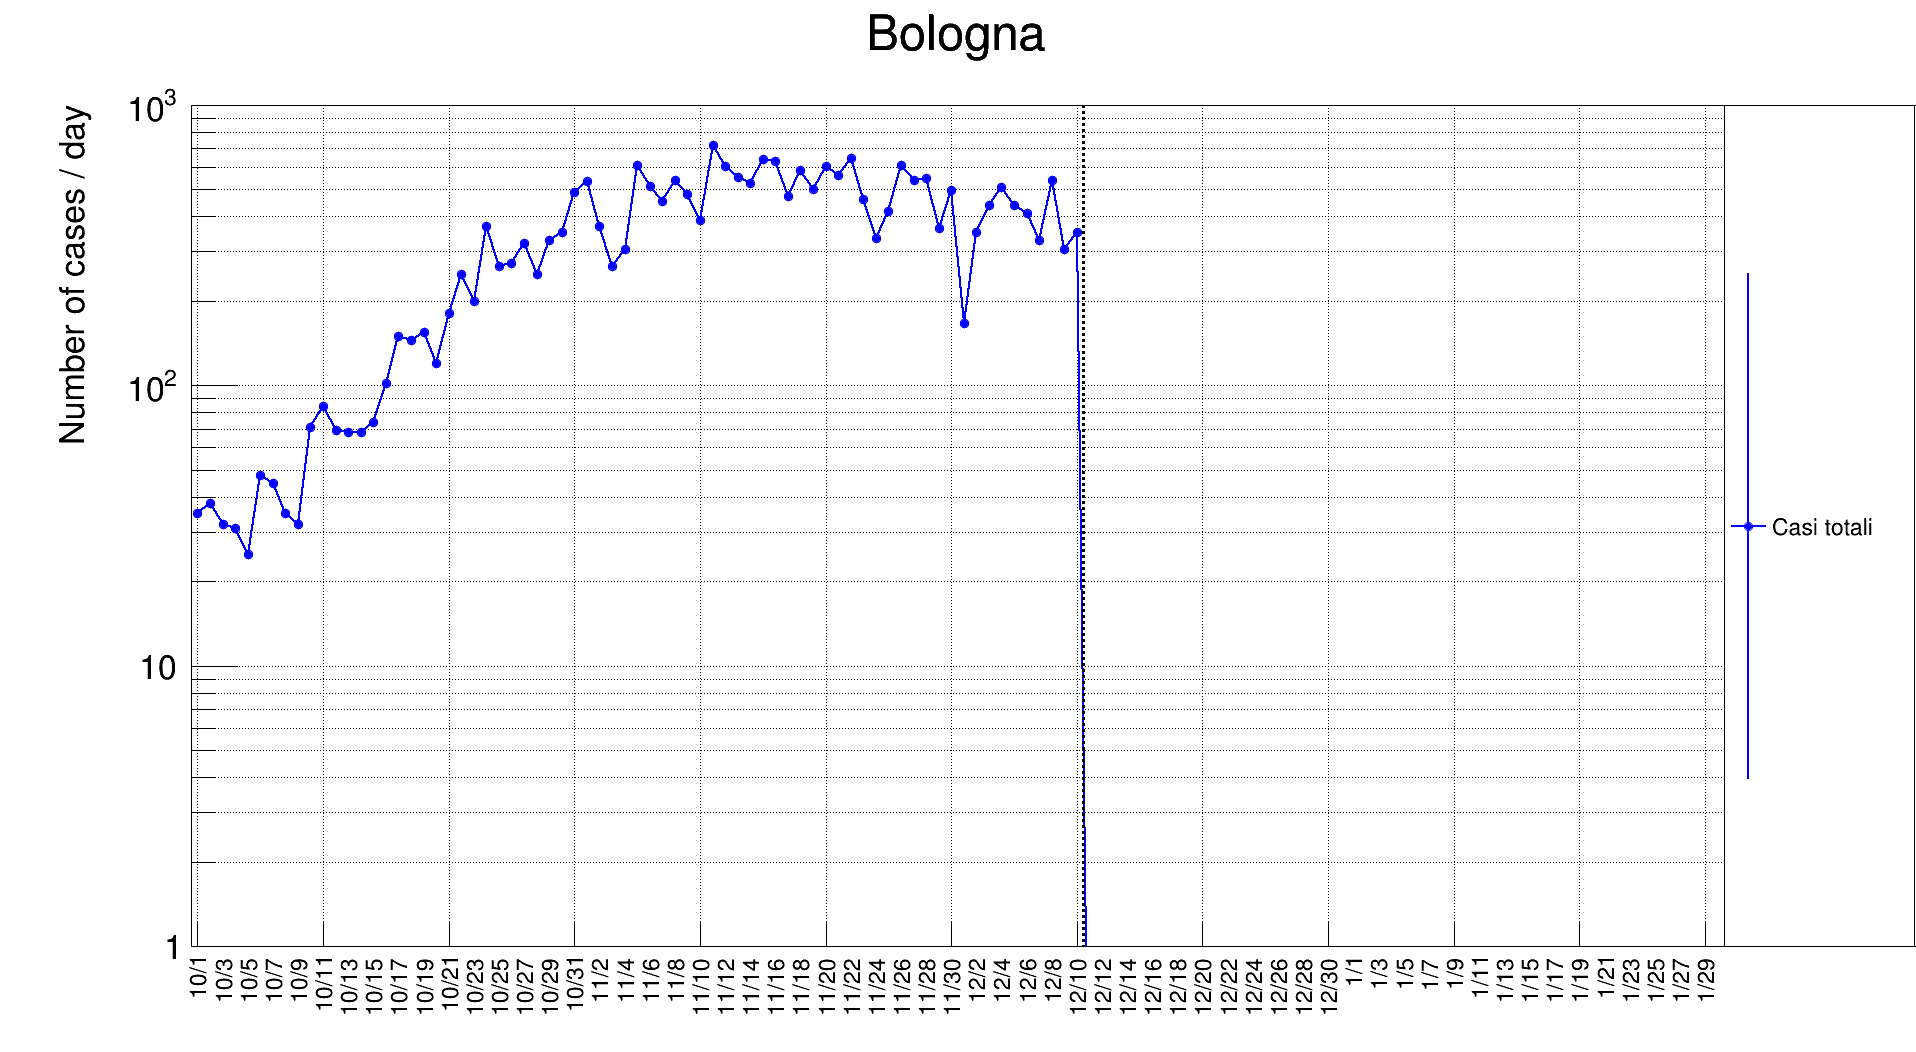 Bologna
Number of cases / day
10³
10²
10
1
10/1 10/3 10/5 10/7 10/9 10/11 10/13 10/15 10/17 10/19 10/21 10/23 10/25 10/27 10/29 10/31 11/2 11/4 11/6 11/8 11/10 11/12 11/14 11/16 11/18 11/20 11/22 11/24 11/26 11/28 11/30 12/2 12/4 12/6 12/8 12/10 12/12 12/14 12/16 12/18 12/20 12/22 12/24 12/26 12/28 12/30 1/1 1/3 1/5 1/7 1/9 1/11 1/13 1/15 1/17 1/19 1/21 1/23 1/25 1/27 1/29
Casi totali